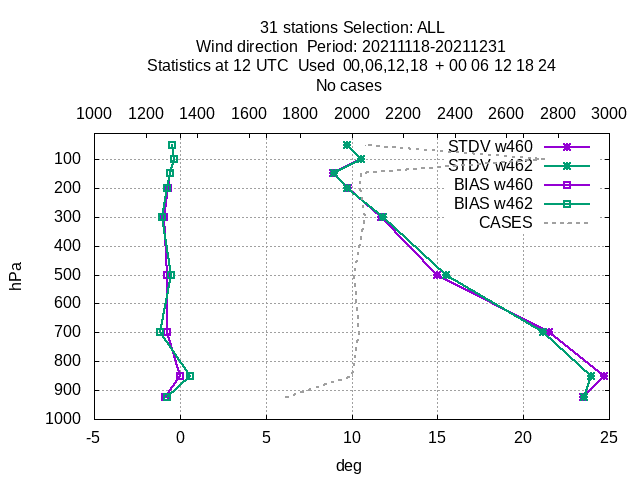 31 stations Selection: ALL
Wind direction  Period: 20211118-20211231
Statistics at 12 UTC  Used  00,06,12,18  + 00 06 12 18 24
No cases
1000 1200 1400 1600 1800 2000 2200 2400 2600 2800 3000
STDV w460
100
STDV w462
200
BIAS w460
BIAS w462
300
CASES
400
hPa
500
600
700
800
900
1000
-5 0 5 10 15 20 25
deg